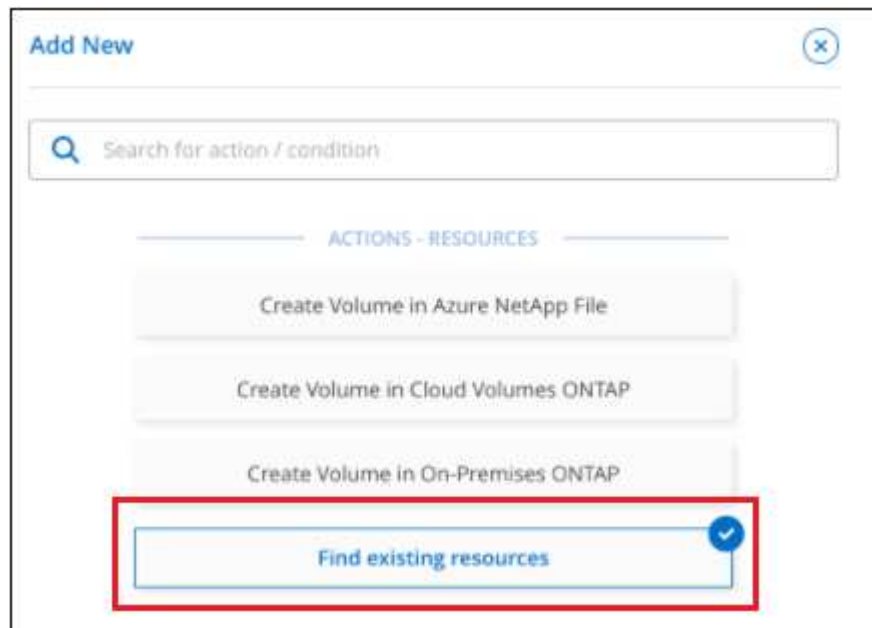 Add New
Search for action / condition
ACTIONS - RESOURCES
Create Volume in Azure NetApp File
Create Volume in Cloud Volumes ONTAP
Create Volume in On-Premises ONTAP
Find existing resources